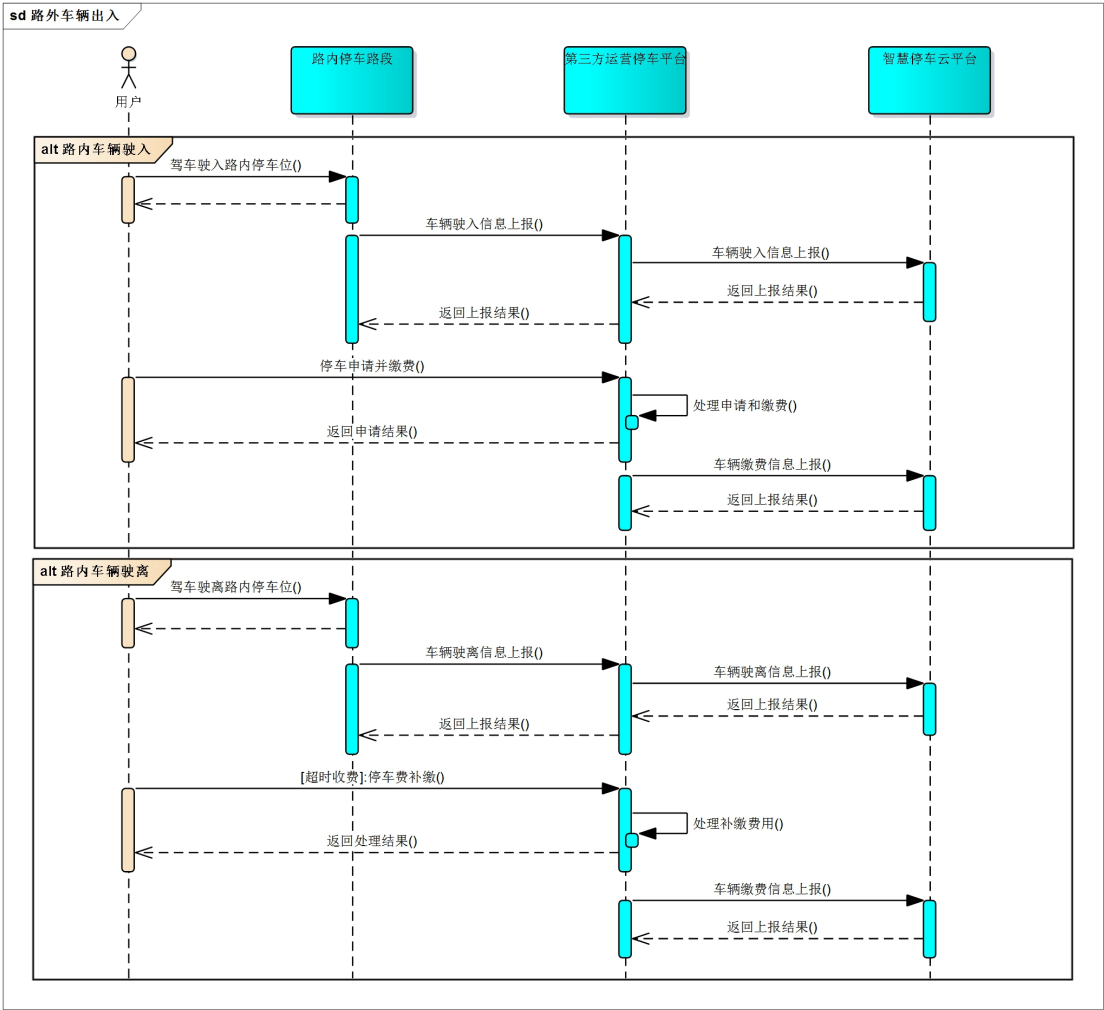 sd 路外车辆出入
用户
路内停车路段
第三方运营停车平台
智慧停车云平台
alt 路内车辆驶入
驾车驶入路内停车位()
车辆驶入信息上报()
车辆驶入信息上报()
返回上报结果()
返回上报结果()
停车申请并缴费()
处理申请和缴费()
返回申请结果()
车辆缴费信息上报()
返回上报结果()
alt 路内车辆驶离
驾车驶离路内停车位()
车辆驶离信息上报()
车辆驶离信息上报()
返回上报结果()
返回上报结果()
[超时收费]:停车费补缴()
处理补缴费用()
返回处理结果()
车辆缴费信息上报()
返回上报结果()